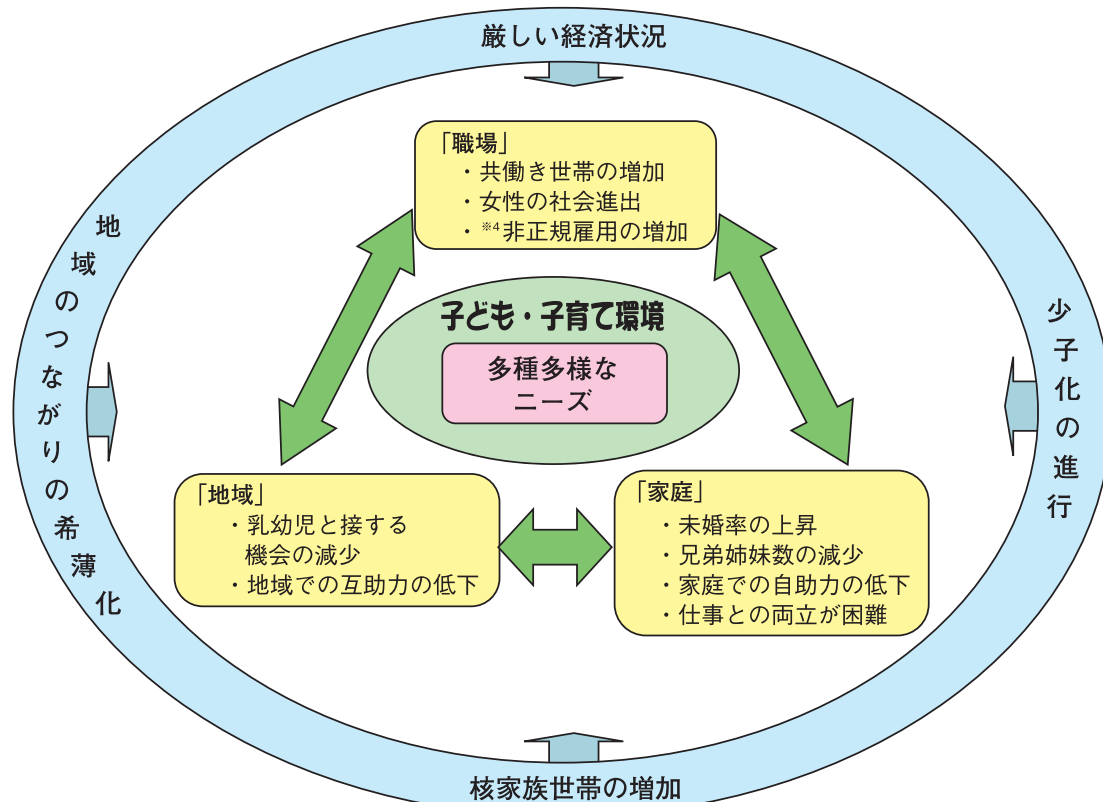 厳しい経済状況
「職場」
・共働き世帯の増加
・女性の社会進出
・※4非正規雇用の増加
地域のつながりの希薄化
子ども・子育て環境
多種多様な
ニーズ
少子化の進行
「地域」
・乳幼児と接する
機会の減少
・地域での互助力の低下
「家庭」
・未婚率の上昇
・兄弟姉妹数の減少
・家庭での自助力の低下
・仕事との両立が困難
核家族世帯の増加